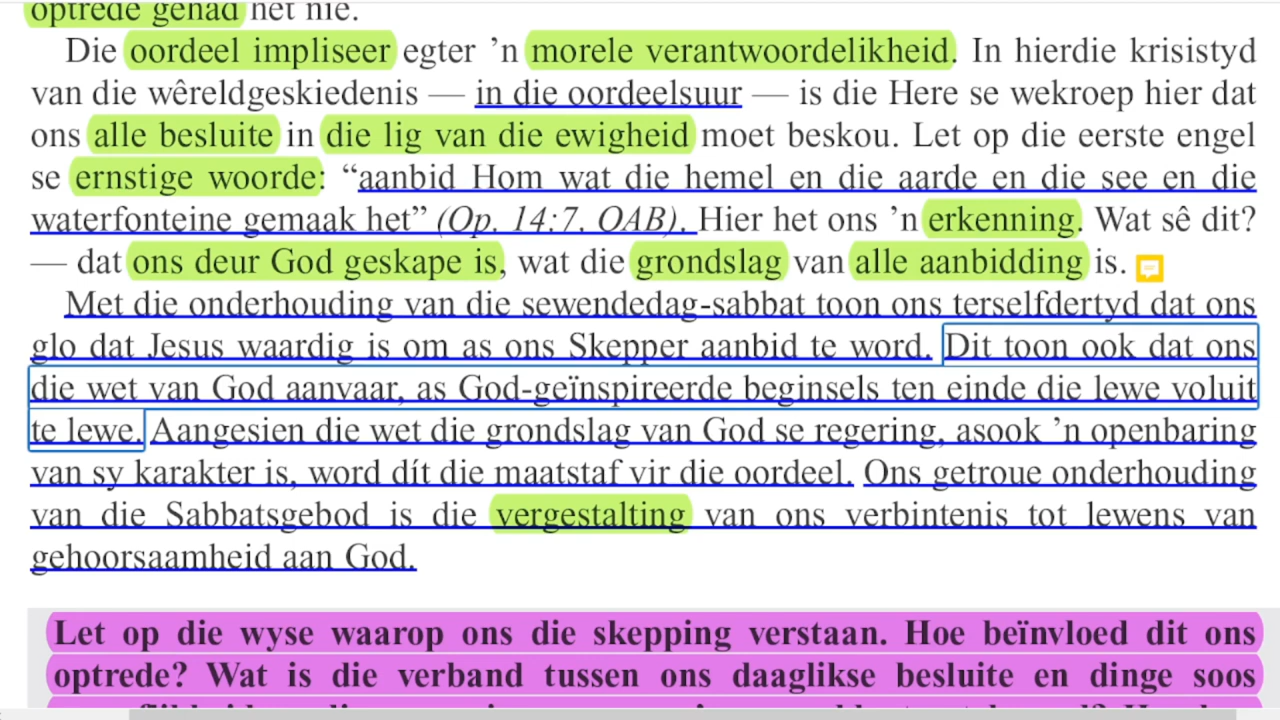 optrede gehad het nie.
Die oordeel impliseer egter ’n morele verantwoordelikheid. In hierdie krisistyd
van die wêreldgeskiedenis — in die oordeelsuur — is die Here se wekroep hier dat
ons alle besluite in die lig van die ewigheid moet beskou. Let op die eerste engel
se ernstige woorde: “aanbid Hom wat die hemel en die aarde en die see en die
waterfonteine gemaak het” (Op. 14:7, OAB). Hier het ons ’n erkenning. Wat sê dit?
— dat ons deur God geskape is, wat die grondslag van alle aanbidding is.
Met die onderhouding van die sewendedag-sabbat toon ons terselfdertyd dat ons
glo dat Jesus waardig is om as ons Skepper aanbid te word. Dit toon ook dat ons
die wet van God aanvaar, as God-geïnspireerde beginsels ten einde die lewe voluit
te lewe. Aangesien die wet die grondslag van God se regering, asook ’n openbaring
van sy karakter is, word dít die maatstaf vir die oordeel. Ons getroue onderhouding
van die Sabbatsgebod is die vergestalting van ons verbintenis tot lewens van
gehoorsaamheid aan God.
Let op die wyse waarop ons die skepping verstaan. Hoe beïnvloed dit ons
optrede? Wat is die verband tussen ons daaglikse besluite en dinge soos